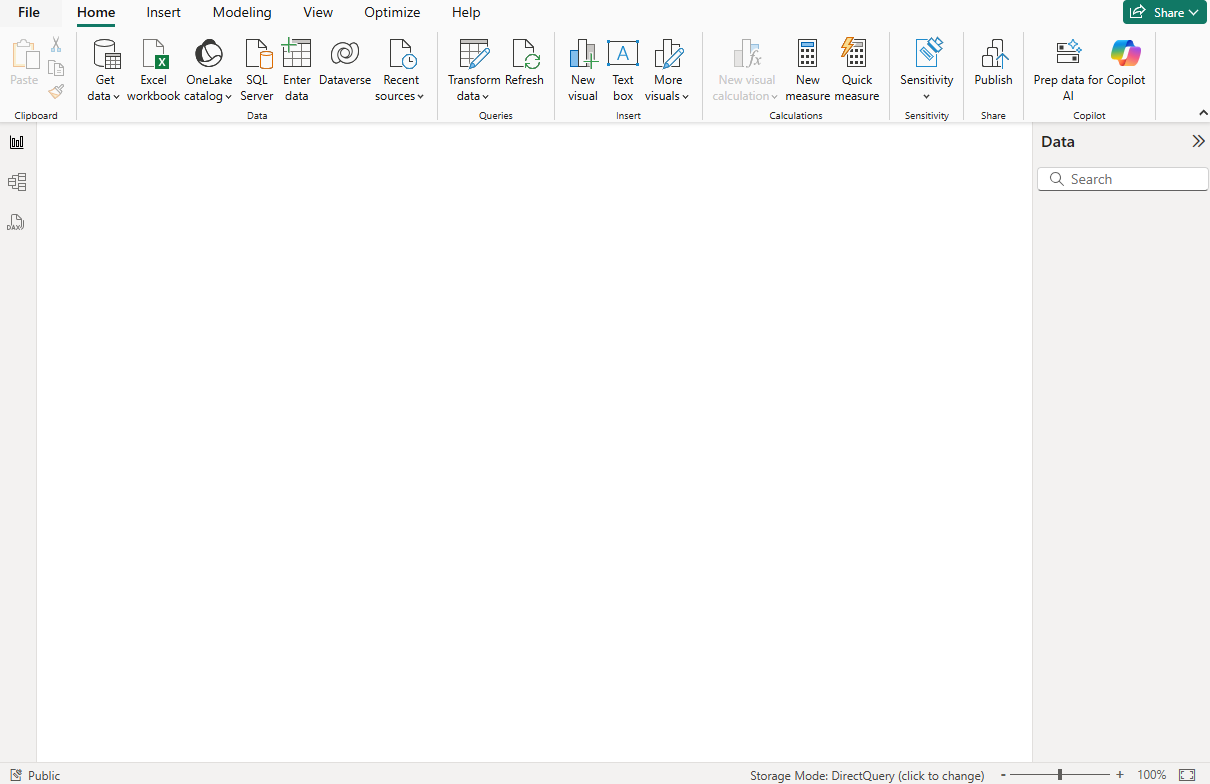 File Home Insert Modeling View Optimize Help Share
Paste
Clipboard
Get data
Excel workbook
OneLake catalog
SQL Server
Enter data
Dataverse
Recent sources
Data
Transform data
Refresh
Queries
New visual
Text box
More visuals
Insert
New visual calculation
New measure
Quick measure
Calculations
Sensitivity
Sensitivity
Publish
Share
Prep data for AI
Copilot
Copilot
Data
Search
DAX
Public
Storage Mode: DirectQuery (click to change)
- + 100%